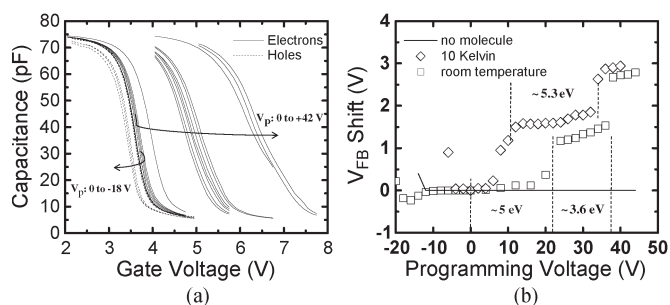 (a)
80
70
60
50
40
30
20
10
0
Capacitance (pF)
Electrons
Holes
Vp: 0 to +42 V
Vp: 0 to -18 V
2 3 4 5 6 7 8
Gate Voltage (V)
(a)
(b)
4
3
2
1
0
-1
VFB Shift (V)
no molecule
10 Kelvin
room temperature
~5.3 eV
~5 eV
~3.6 eV
-20 -10 0 10 20 30 40 50
Programming Voltage (V)
(b)